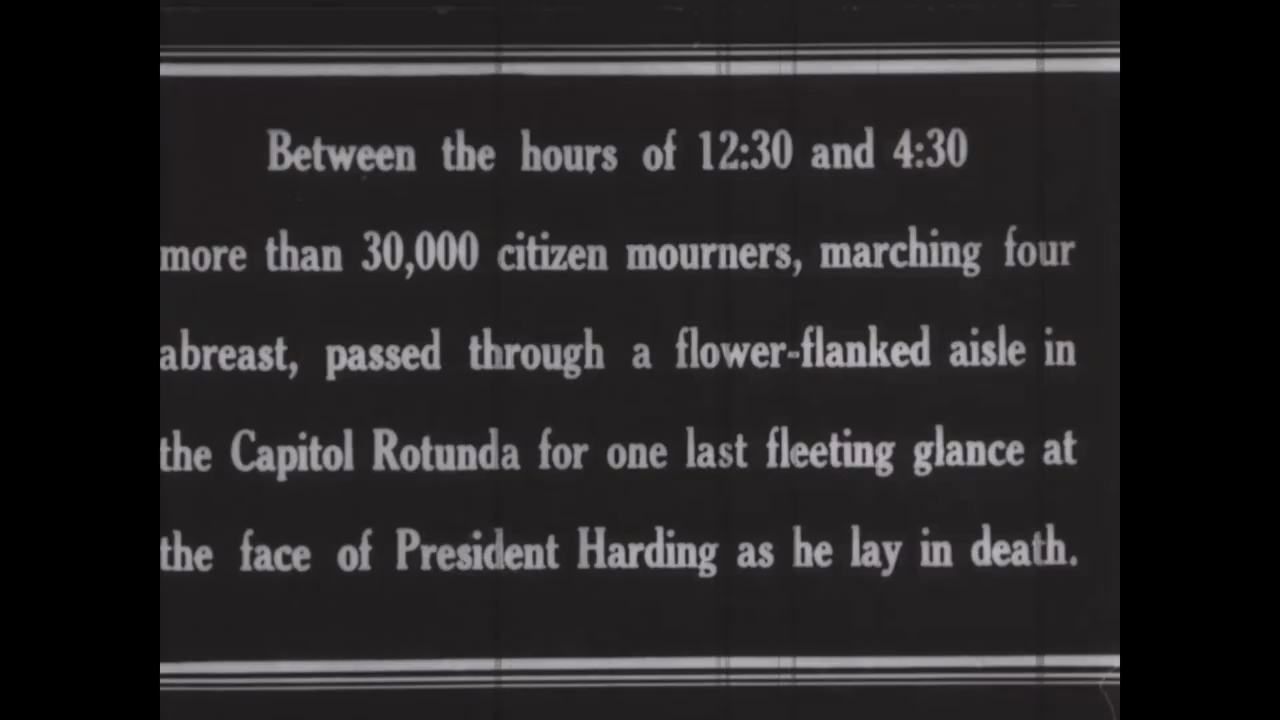 Between the hours of 12:30 and 4:30
more than 30,000 citizen mourners, marching four
abreast, passed through a flower-flanked aisle in
the Capitol Rotunda for one last fleeting glance at
the face of President Harding as he lay in death.